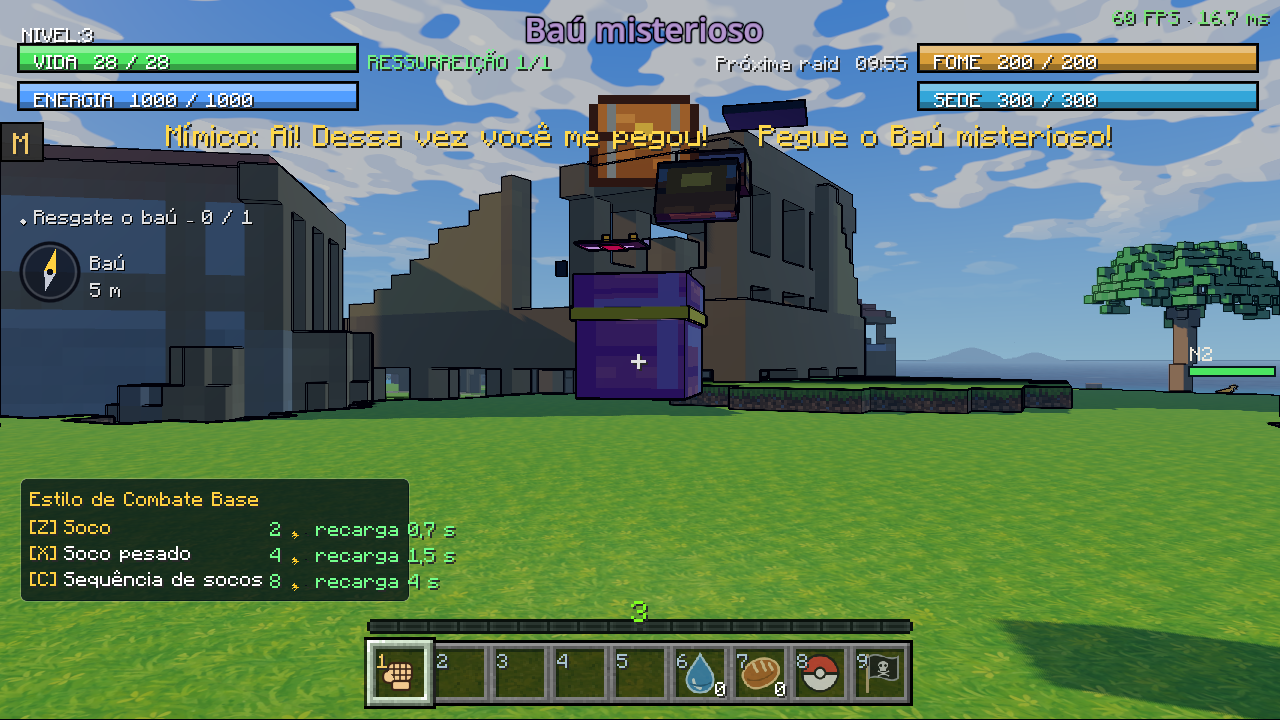 Baú misterioso
60 FPS · 16.7 ms
NIVEL:3
VIDA 28 / 28
RESSURREIÇÃO 1/1
Próxima raid 09:55
FOME 200 / 200
ENERGIA 1000 / 1000
SEDE 300 / 300
M
Mímico: Ai! Dessa vez você me pegou! Pegue o Baú misterioso!
Resgate o baú - 0 / 1
Baú
5 m
N2
Estilo de Combate Base
[Z] Soco 2 recarga 0,7 s
[X] Soco pesado 4 recarga 1,5 s
[C] Sequência de socos 8 recarga 4 s
3
1 2 3 4 5 6 7 8 9
0 0